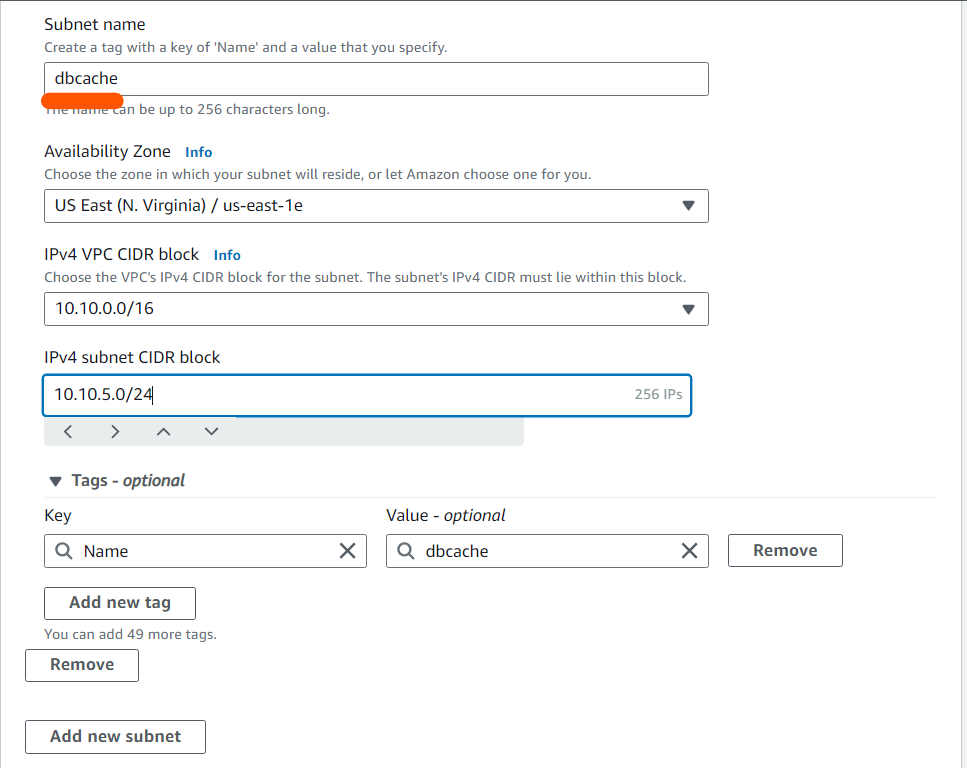 Subnet name
Create a tag with a key of 'Name' and a value that you specify.
dbcache
The name can be up to 256 characters long.
Availability Zone Info
Choose the zone in which your subnet will reside, or let Amazon choose one for you.
US East (N. Virginia) / us-east-1e
IPv4 VPC CIDR block Info
Choose the VPC's IPv4 CIDR block for the subnet. The subnet's IPv4 CIDR must lie within this block.
10.10.0.0/16
IPv4 subnet CIDR block
10.10.5.0/24 256 IPs
Tags - optional
Key Value - optional
Name dbcache Remove
Add new tag
You can add 49 more tags.
Remove
Add new subnet